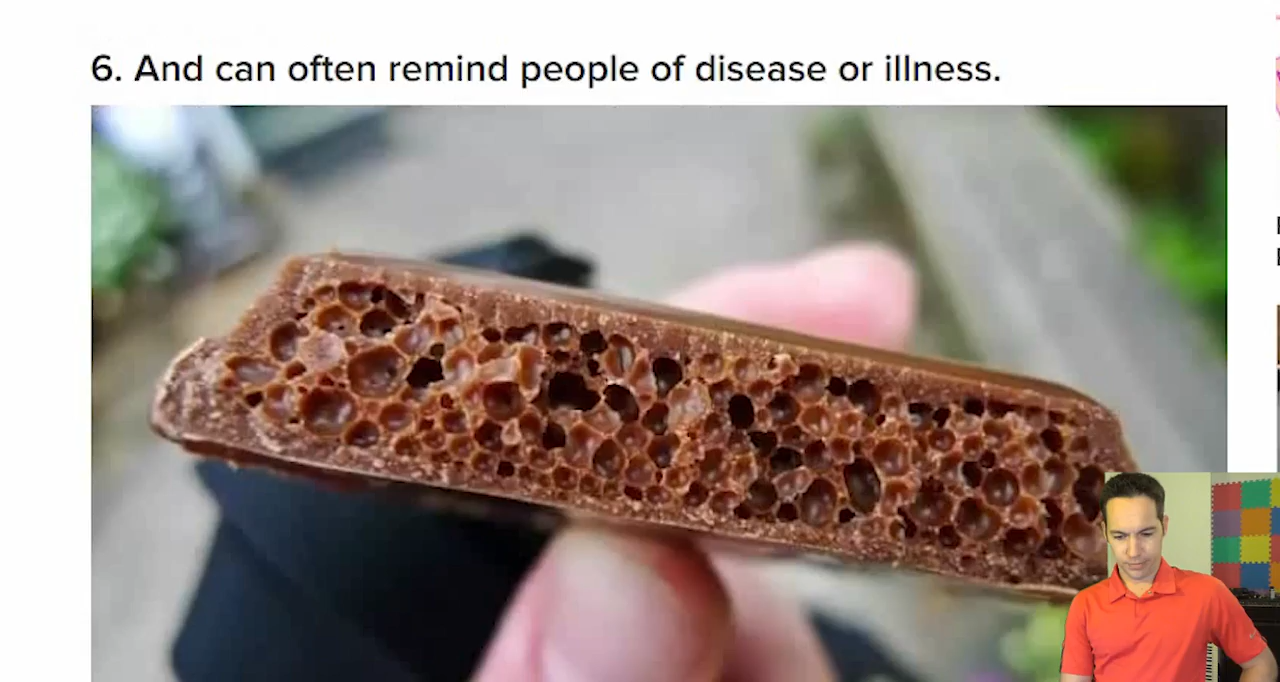 6. And can often remind people of disease or illness.